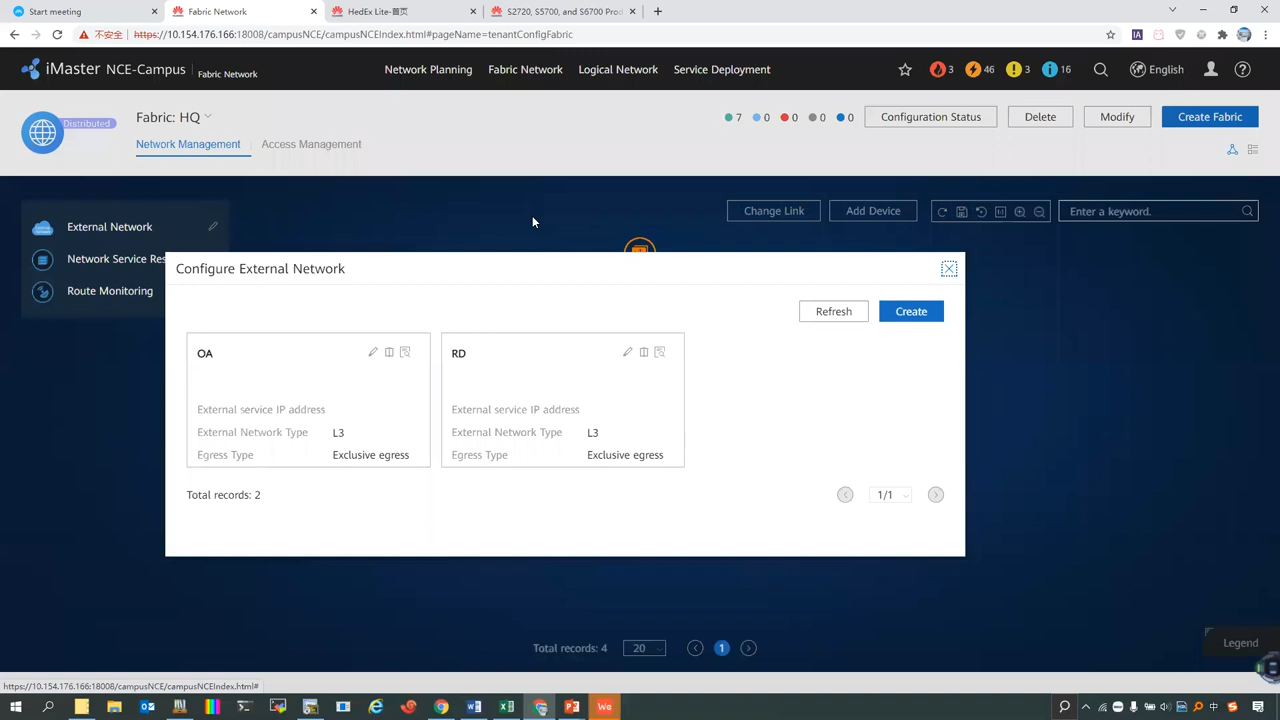 Start meeting
Fabric Network
HedEx Lite-首页
S2720, S5700, and S6700 Prod
不安全
https://10.154.176.166:18008/campusNCE/campusNCEIndex.html#pageName=tenantConfigFabric
iMaster NCE-Campus
Fabric Network
Network Planning
Fabric Network
Logical Network
Service Deployment
3
46
3
16
English
Distributed
Fabric: HQ
7
0
0
0
0
Configuration Status
Delete
Modify
Create Fabric
Network Management
Access Management
External Network
Network Service Res
Route Monitoring
Change Link
Add Device
Enter a keyword.
Configure External Network
Refresh
Create
OA
External service IP address
External Network Type L3
Egress Type Exclusive egress
RD
External service IP address
External Network Type L3
Egress Type Exclusive egress
Total records: 2
1/1
Total records: 4
20
1
Legend
https://10.154.176.166:18008/campusNCE/campusNCEIndex.html#
We
中